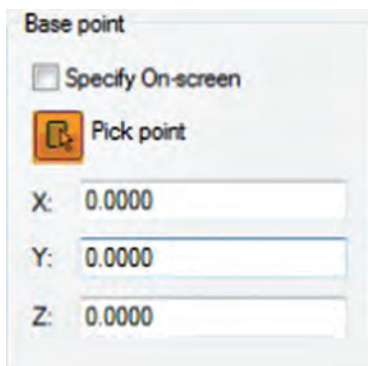 Base point
Specify On-screen
Pick point
X: 0.0000
Y: 0.0000
Z: 0.0000